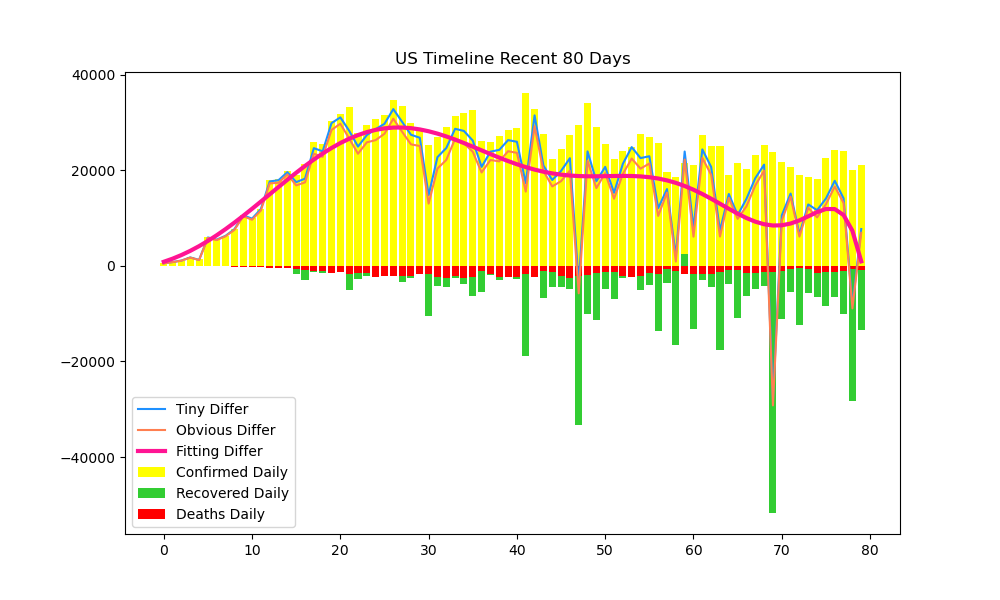 US Timeline Recent 80 Days
40000
20000
0
−20000
−40000
Tiny Differ
Obvious Differ
Fitting Differ
Confirmed Daily
Recovered Daily
Deaths Daily
0 10 20 30 40 50 60 70 80